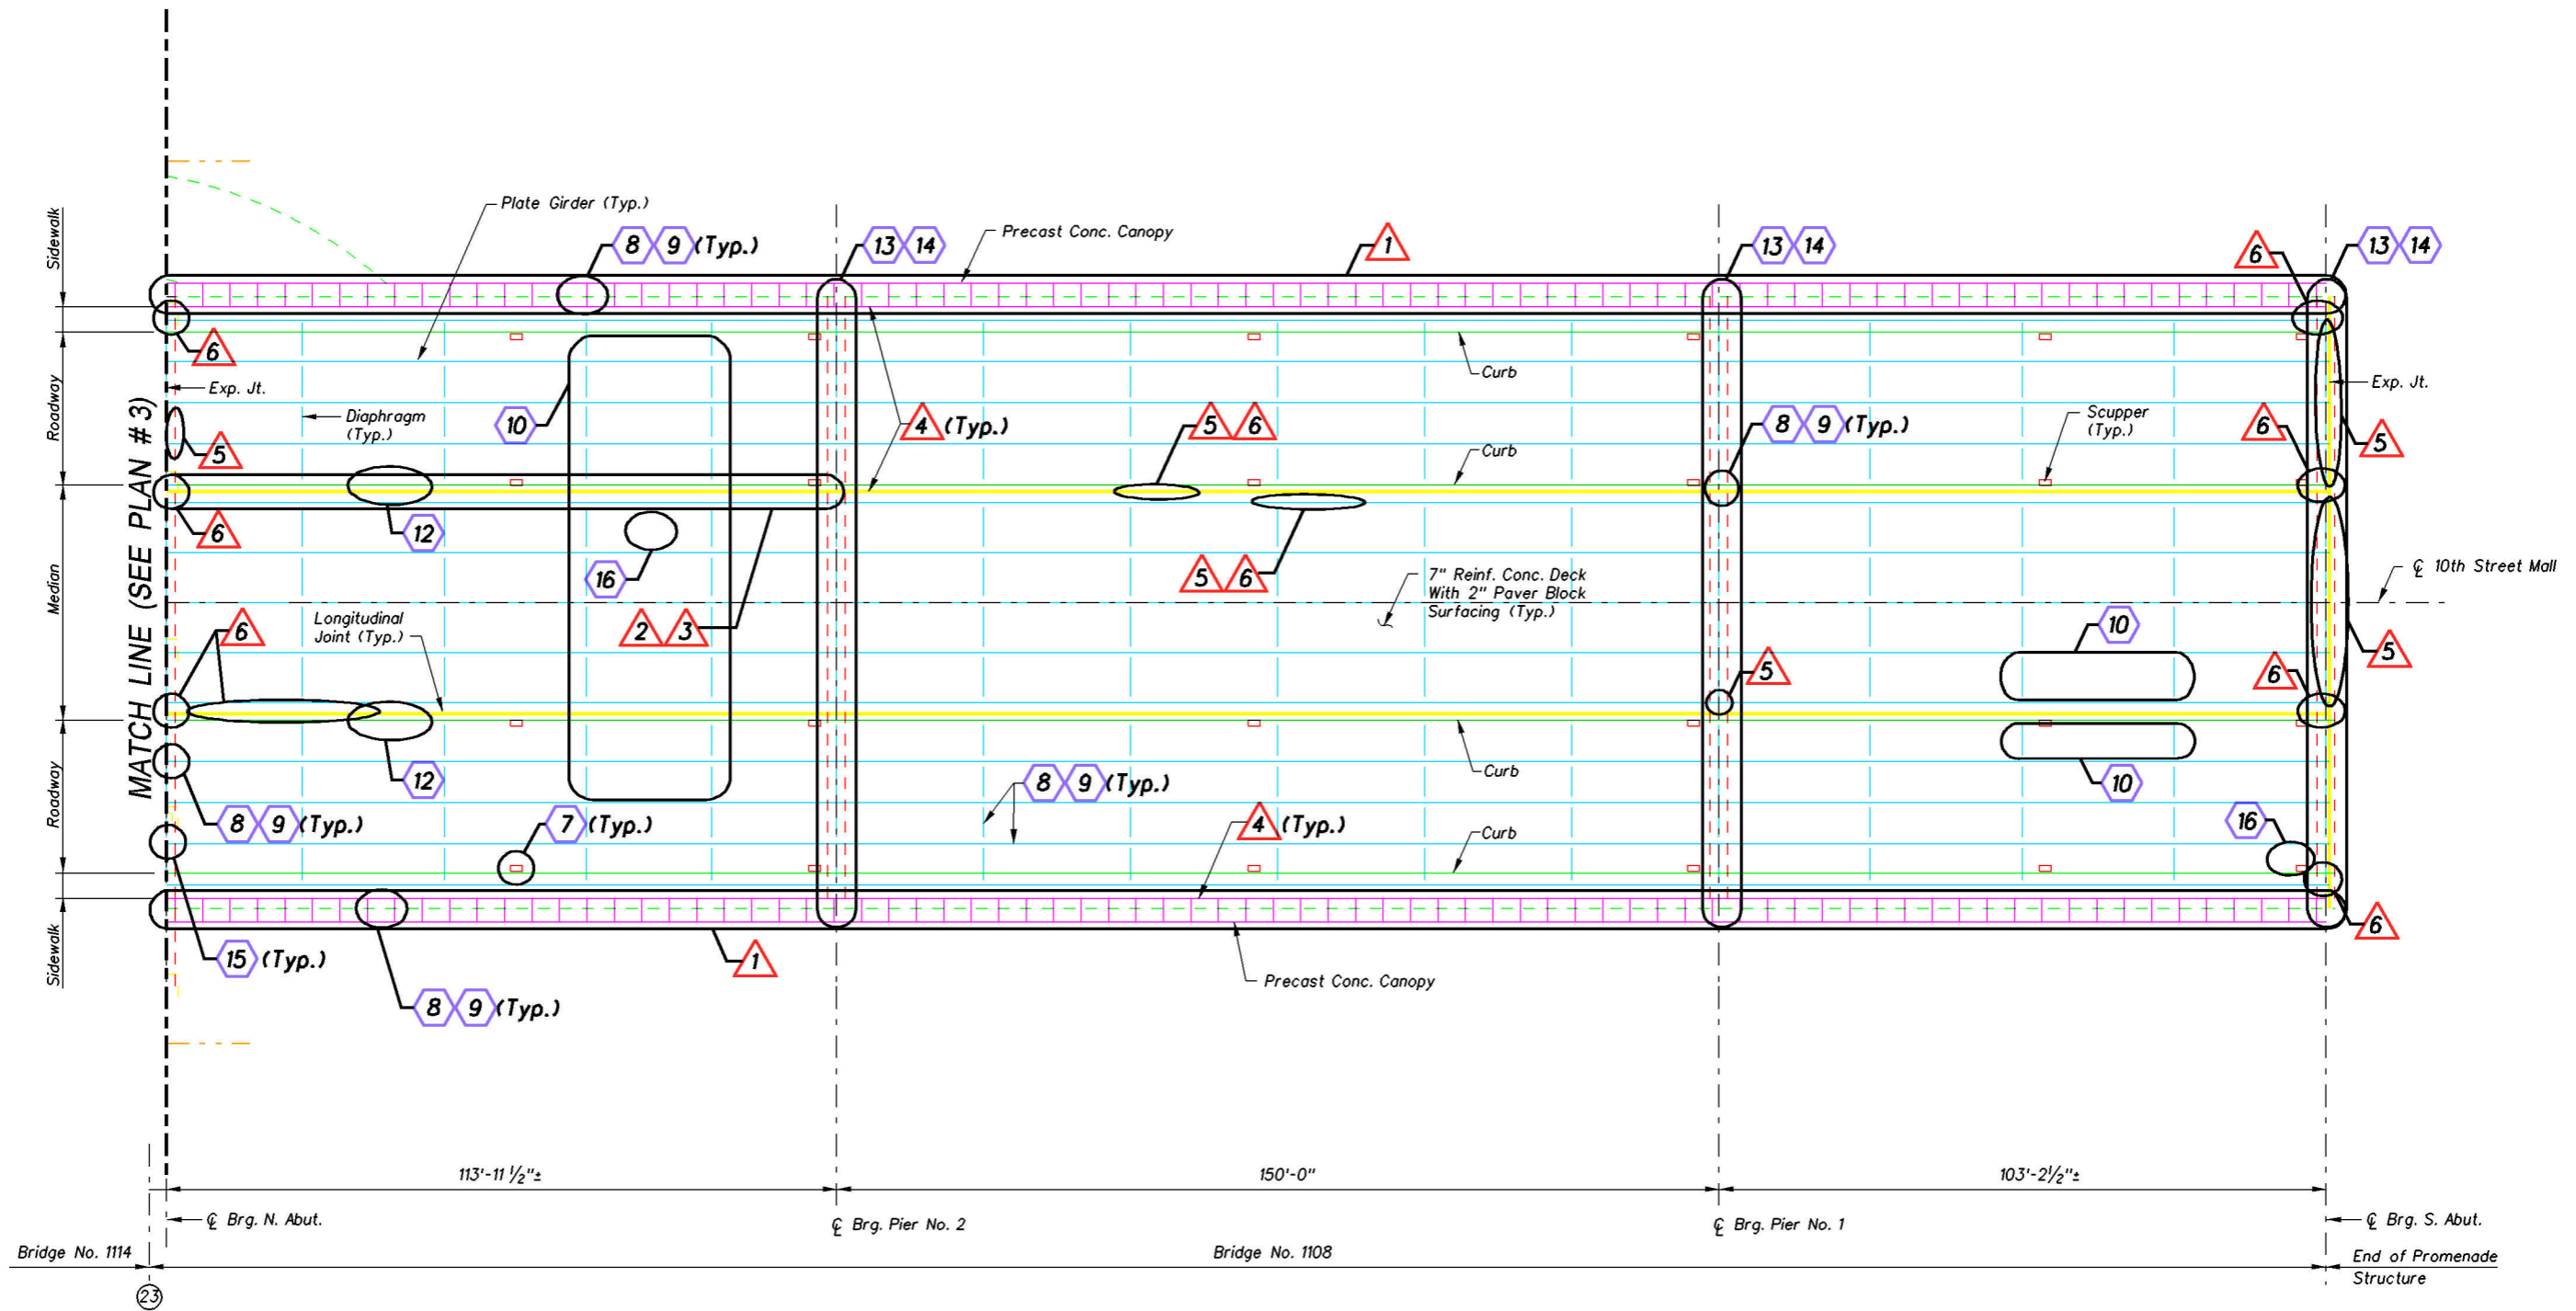 Plate Girder (Typ.)
8 9 (Typ.)
13 14
Precast Conc. Canopy
1
13 14
6
13 14
Sidewalk
6
Exp. Jt.
Curb
Exp. Jt.
Roadway
Diaphragm
(Typ.)
10
4 (Typ.)
5 6
8 9 (Typ.)
Scupper
(Typ.)
6
5
5
Curb
MATCH LINE (SEE PLAN #3)
6
12
16
5 6
7" Reinf. Conc. Deck
With 2" Paver Block
Surfacing (Typ.)
℄ 10th Street Mall
Median
6
Longitudinal
Joint (Typ.)
2 3
10
5
5
6
Roadway
12
8 9 (Typ.)
Curb
10
8 9 (Typ.)
7 (Typ.)
4 (Typ.)
Curb
16
Sidewalk
15 (Typ.)
1
6
Precast Conc. Canopy
8 9 (Typ.)
113'-11 1/2"±
150'-0"
103'-2 1/2"±
℄ Brg. N. Abut.
℄ Brg. Pier No. 2
℄ Brg. Pier No. 1
℄ Brg. S. Abut.
Bridge No. 1114
Bridge No. 1108
End of Promenade
Structure
23